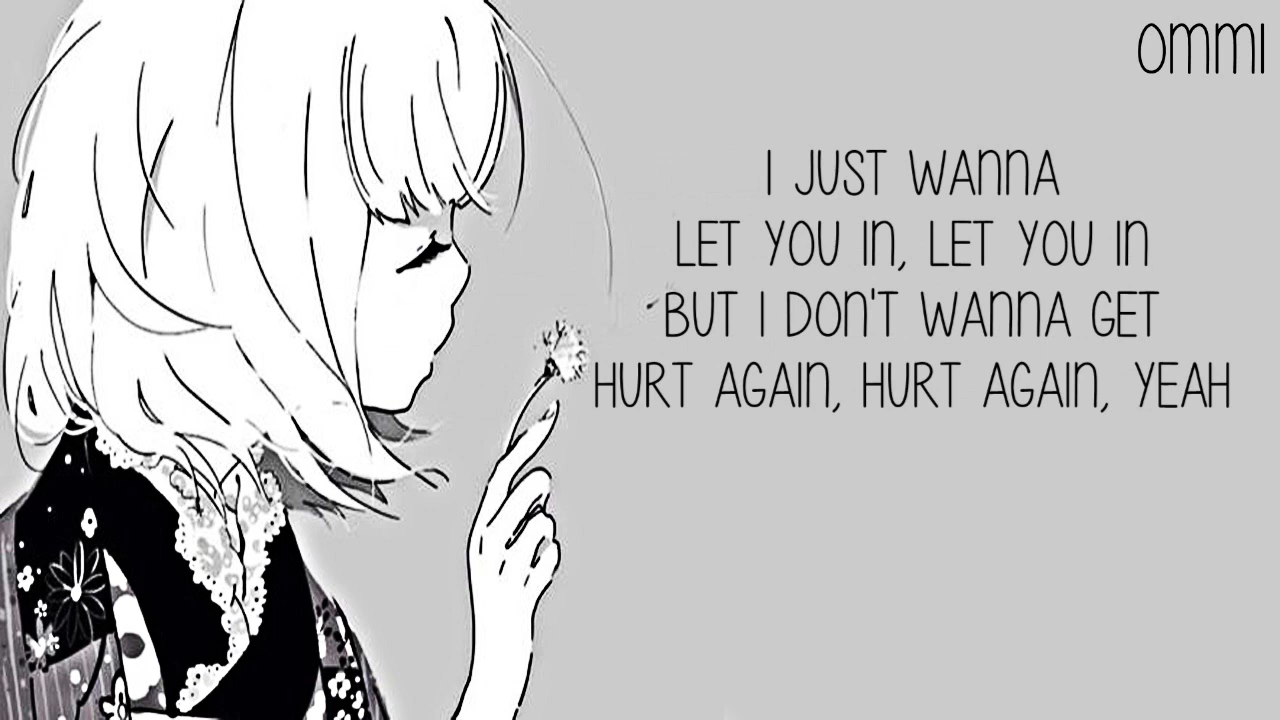 OMMI
I JUST WANNA
LET YOU IN, LET YOU IN
BUT I DON'T WANNA GET
HURT AGAIN, HURT AGAIN, YEAH